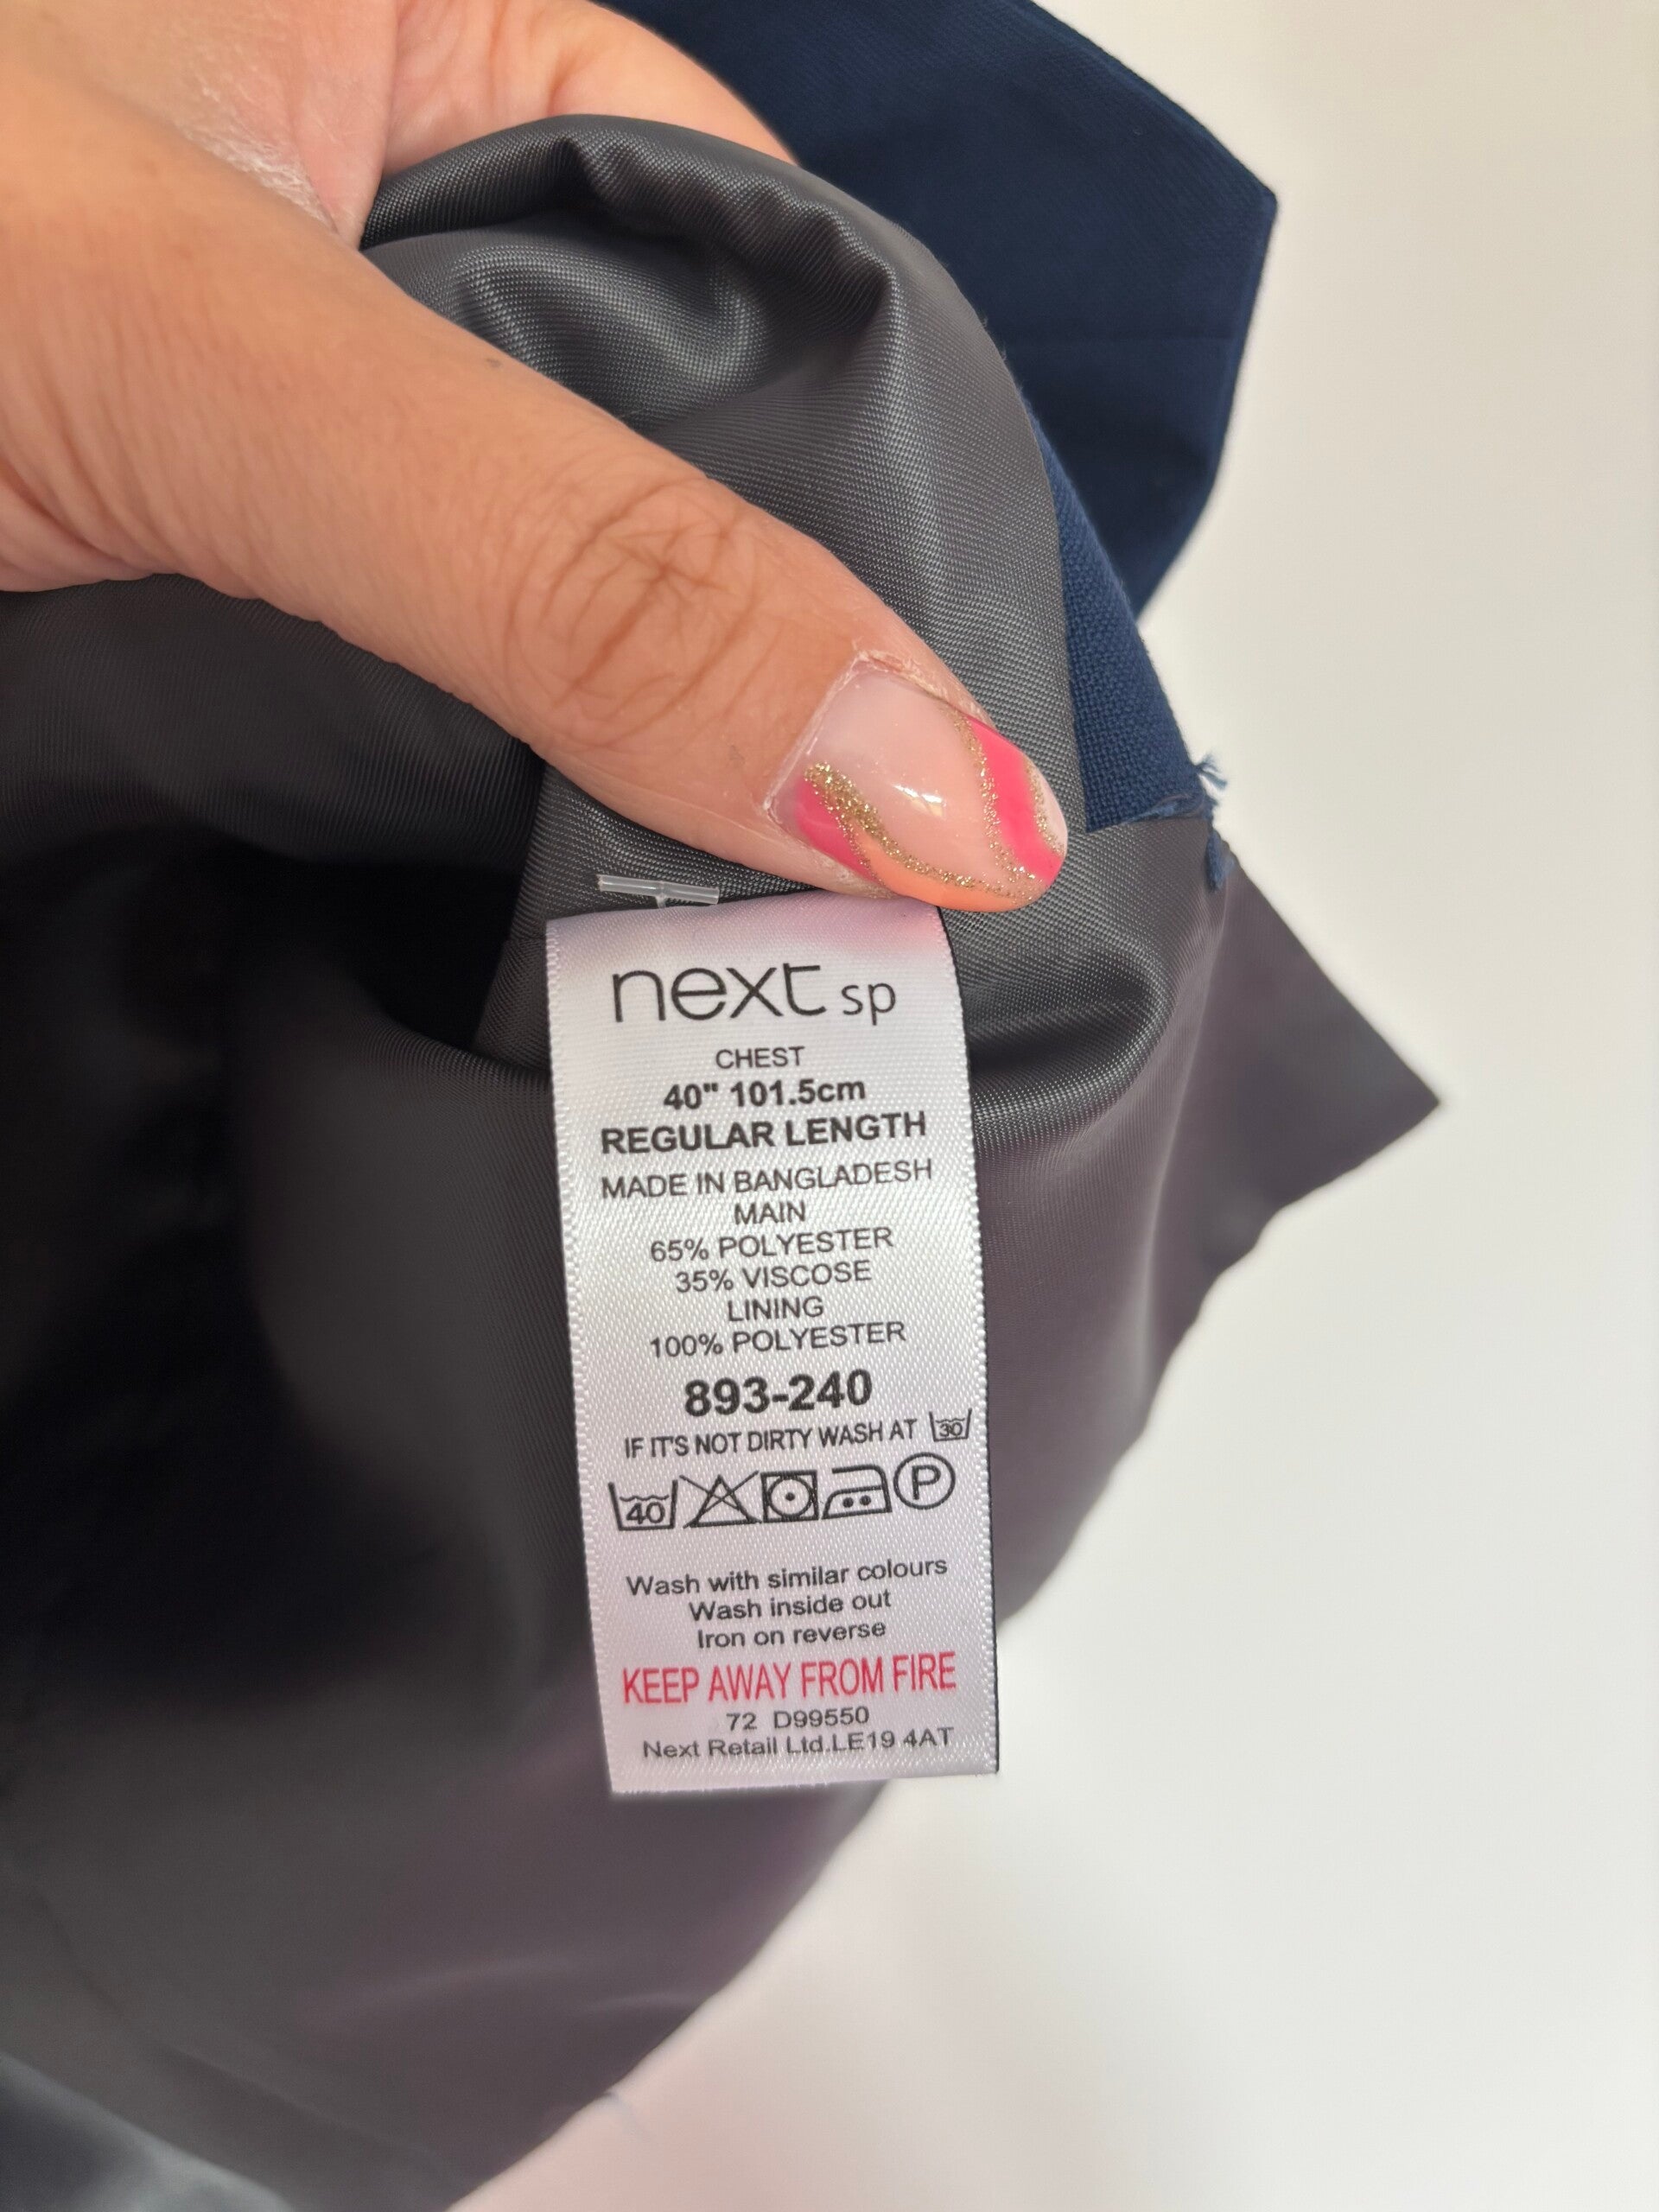 next sp
CHEST
40" 101.5cm
REGULAR LENGTH
MADE IN BANGLADESH
MAIN
65% POLYESTER
35% VISCOSE
LINING
100% POLYESTER
893-240
IF IT'S NOT DIRTY WASH AT 30
40 P
Wash with similar colours
Wash inside out
Iron on reverse
KEEP AWAY FROM FIRE
72 D99550
Next Retail Ltd.LE19 4AT